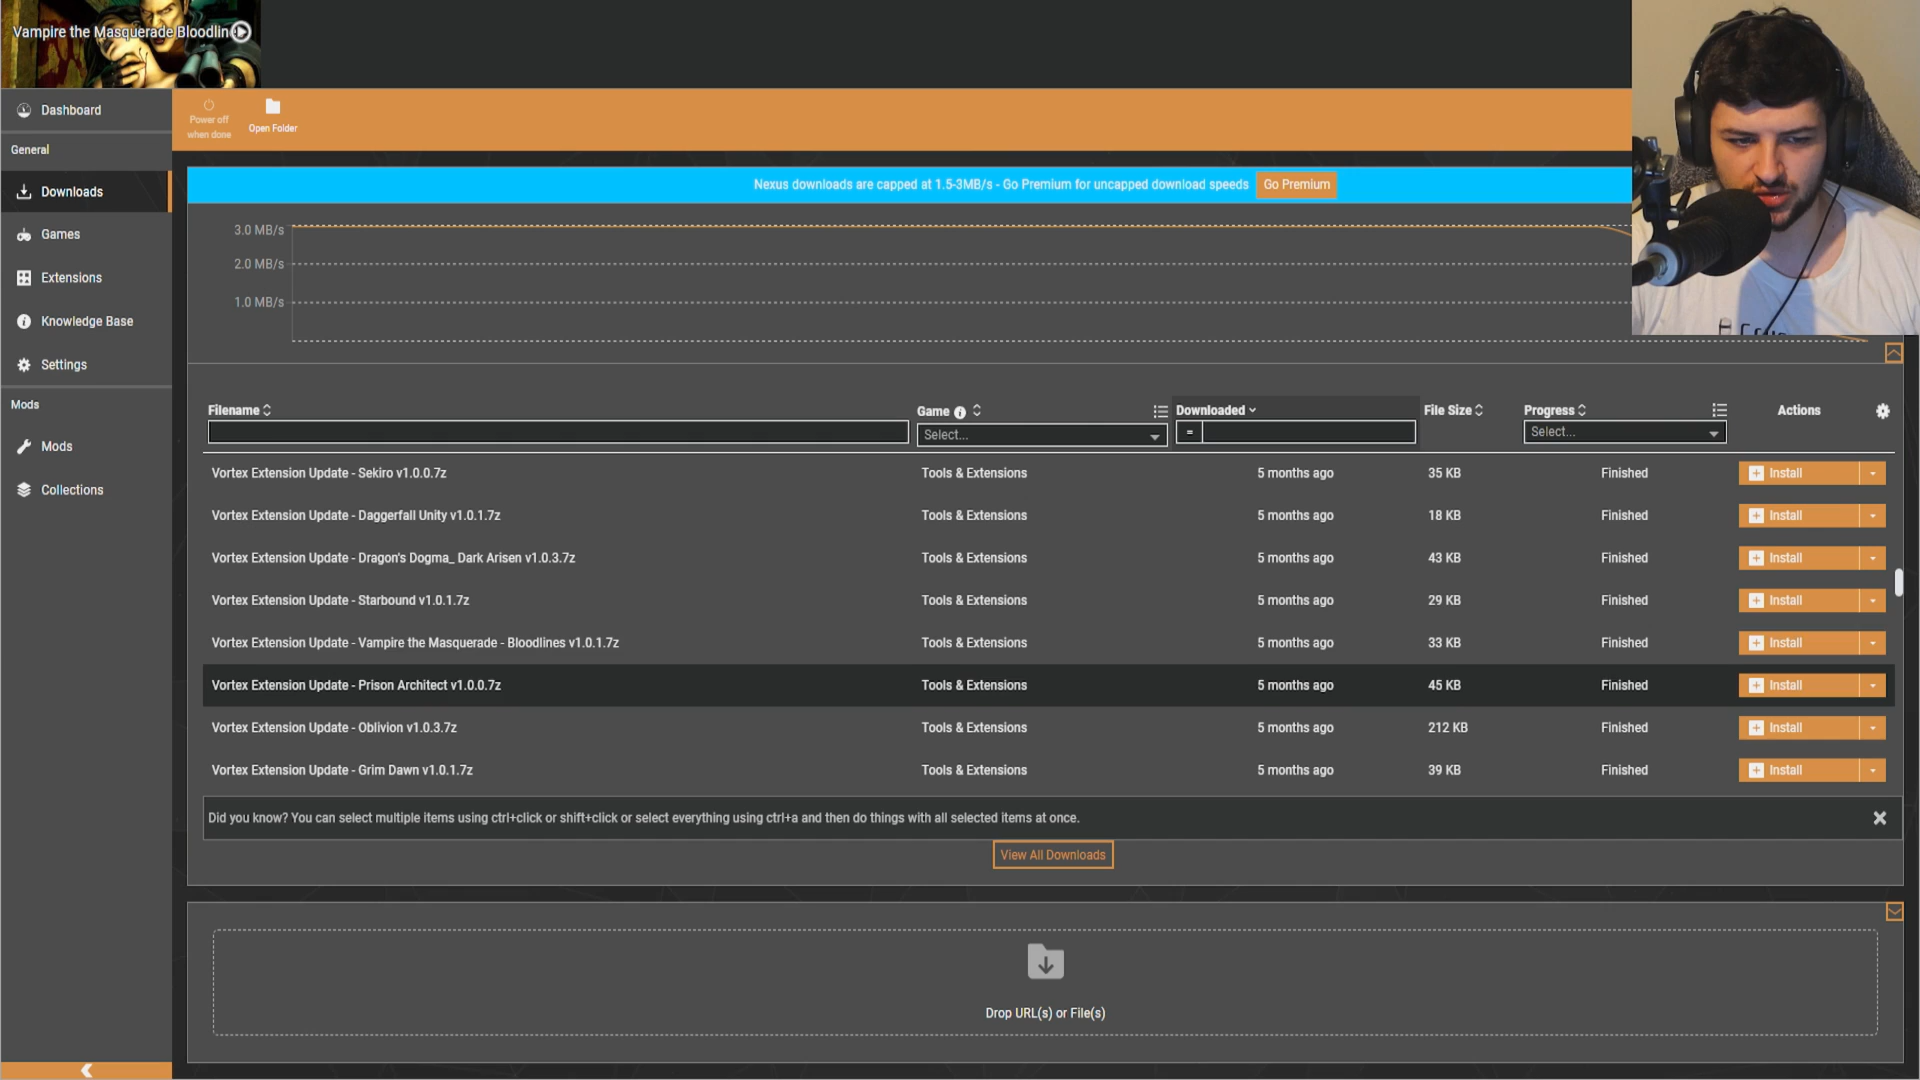 Vampire the Masquerade Bloodlin
Dashboard
General
Downloads
Games
Extensions
Knowledge Base
Settings
Mods
Mods
Collections
Power off
when done
Open Folder
Nexus downloads are capped at 1.5-3MB/s - Go Premium for uncapped download speeds Go Premium
3.0 MB/s
2.0 MB/s
1.0 MB/s
Filename Game Downloaded File Size Progress Actions
Select... = Select...
Vortex Extension Update - Sekiro v1.0.0.7z Tools & Extensions 5 months ago 35 KB Finished Install
Vortex Extension Update - Daggerfall Unity v1.0.1.7z Tools & Extensions 5 months ago 18 KB Finished Install
Vortex Extension Update - Dragon's Dogma_ Dark Arisen v1.0.3.7z Tools & Extensions 5 months ago 43 KB Finished Install
Vortex Extension Update - Starbound v1.0.1.7z Tools & Extensions 5 months ago 29 KB Finished Install
Vortex Extension Update - Vampire the Masquerade - Bloodlines v1.0.1.7z Tools & Extensions 5 months ago 33 KB Finished Install
Vortex Extension Update - Prison Architect v1.0.0.7z Tools & Extensions 5 months ago 45 KB Finished Install
Vortex Extension Update - Oblivion v1.0.3.7z Tools & Extensions 5 months ago 212 KB Finished Install
Vortex Extension Update - Grim Dawn v1.0.1.7z Tools & Extensions 5 months ago 39 KB Finished Install
Did you know? You can select multiple items using ctrl+click or shift+click or select everything using ctrl+a and then do things with all selected items at once.
View All Downloads
Drop URL(s) or File(s)